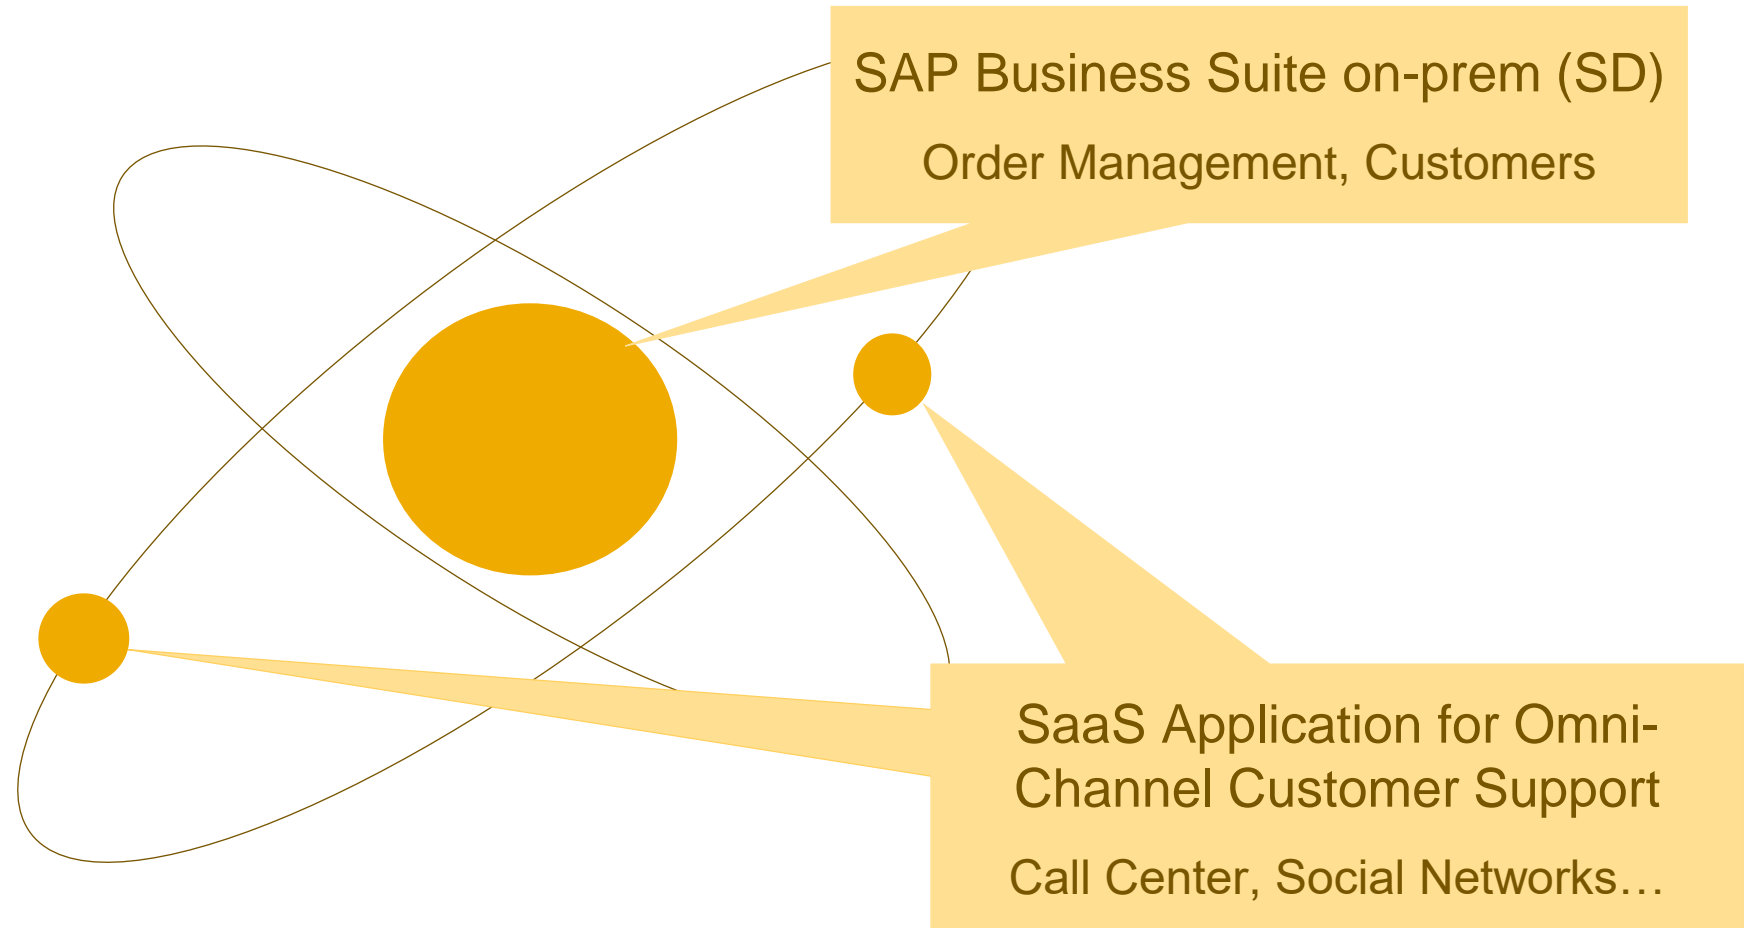 SAP Business Suite on-prem (SD)
Order Management, Customers
SaaS Application for Omni-
Channel Customer Support
Call Center, Social Networks…